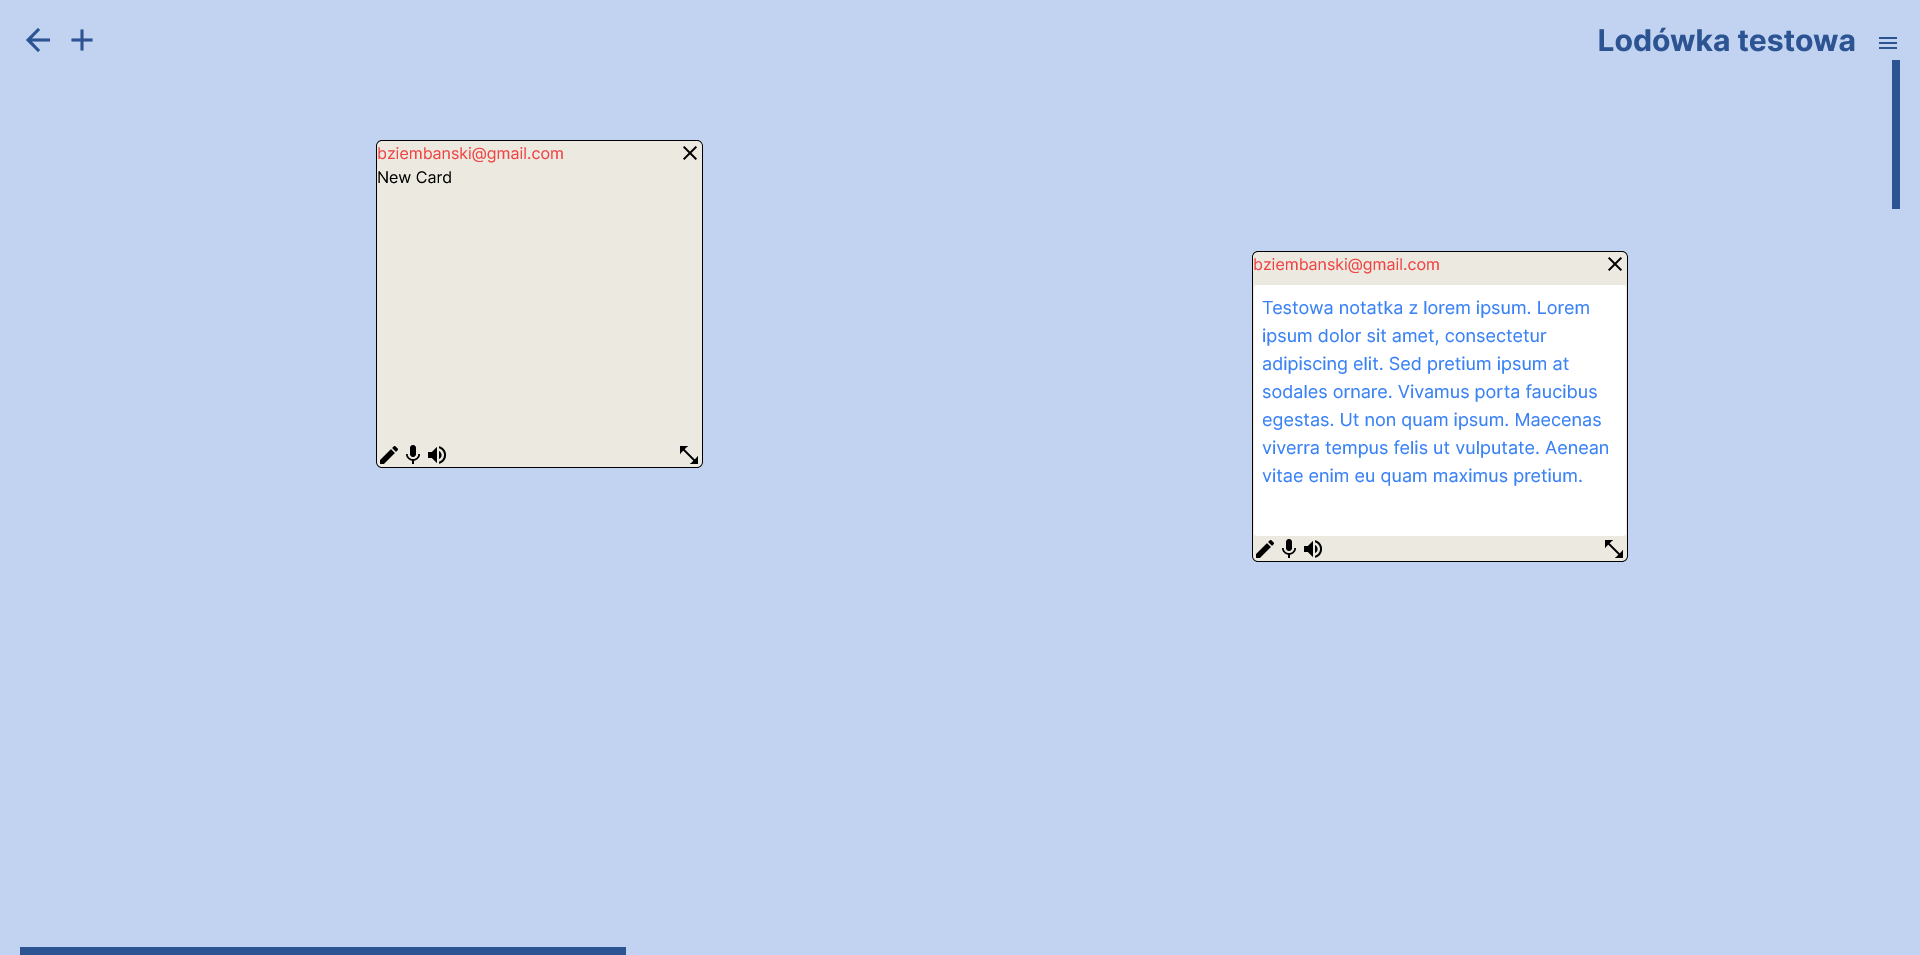 Lodówka testowa
bziembanski@gmail.com
New Card
bziembanski@gmail.com
Testowa notatka z lorem ipsum. Lorem
ipsum dolor sit amet, consectetur
adipiscing elit. Sed pretium ipsum at
sodales ornare. Vivamus porta faucibus
egestas. Ut non quam ipsum. Maecenas
viverra tempus felis ut vulputate. Aenean
vitae enim eu quam maximus pretium.